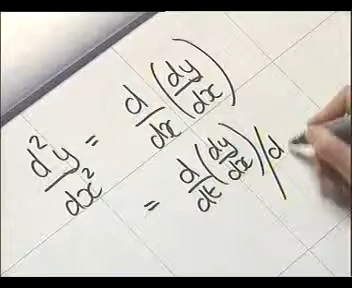 d²y/dx² = d/dx (dy/dx)
= d/dt (dy/dx) / d